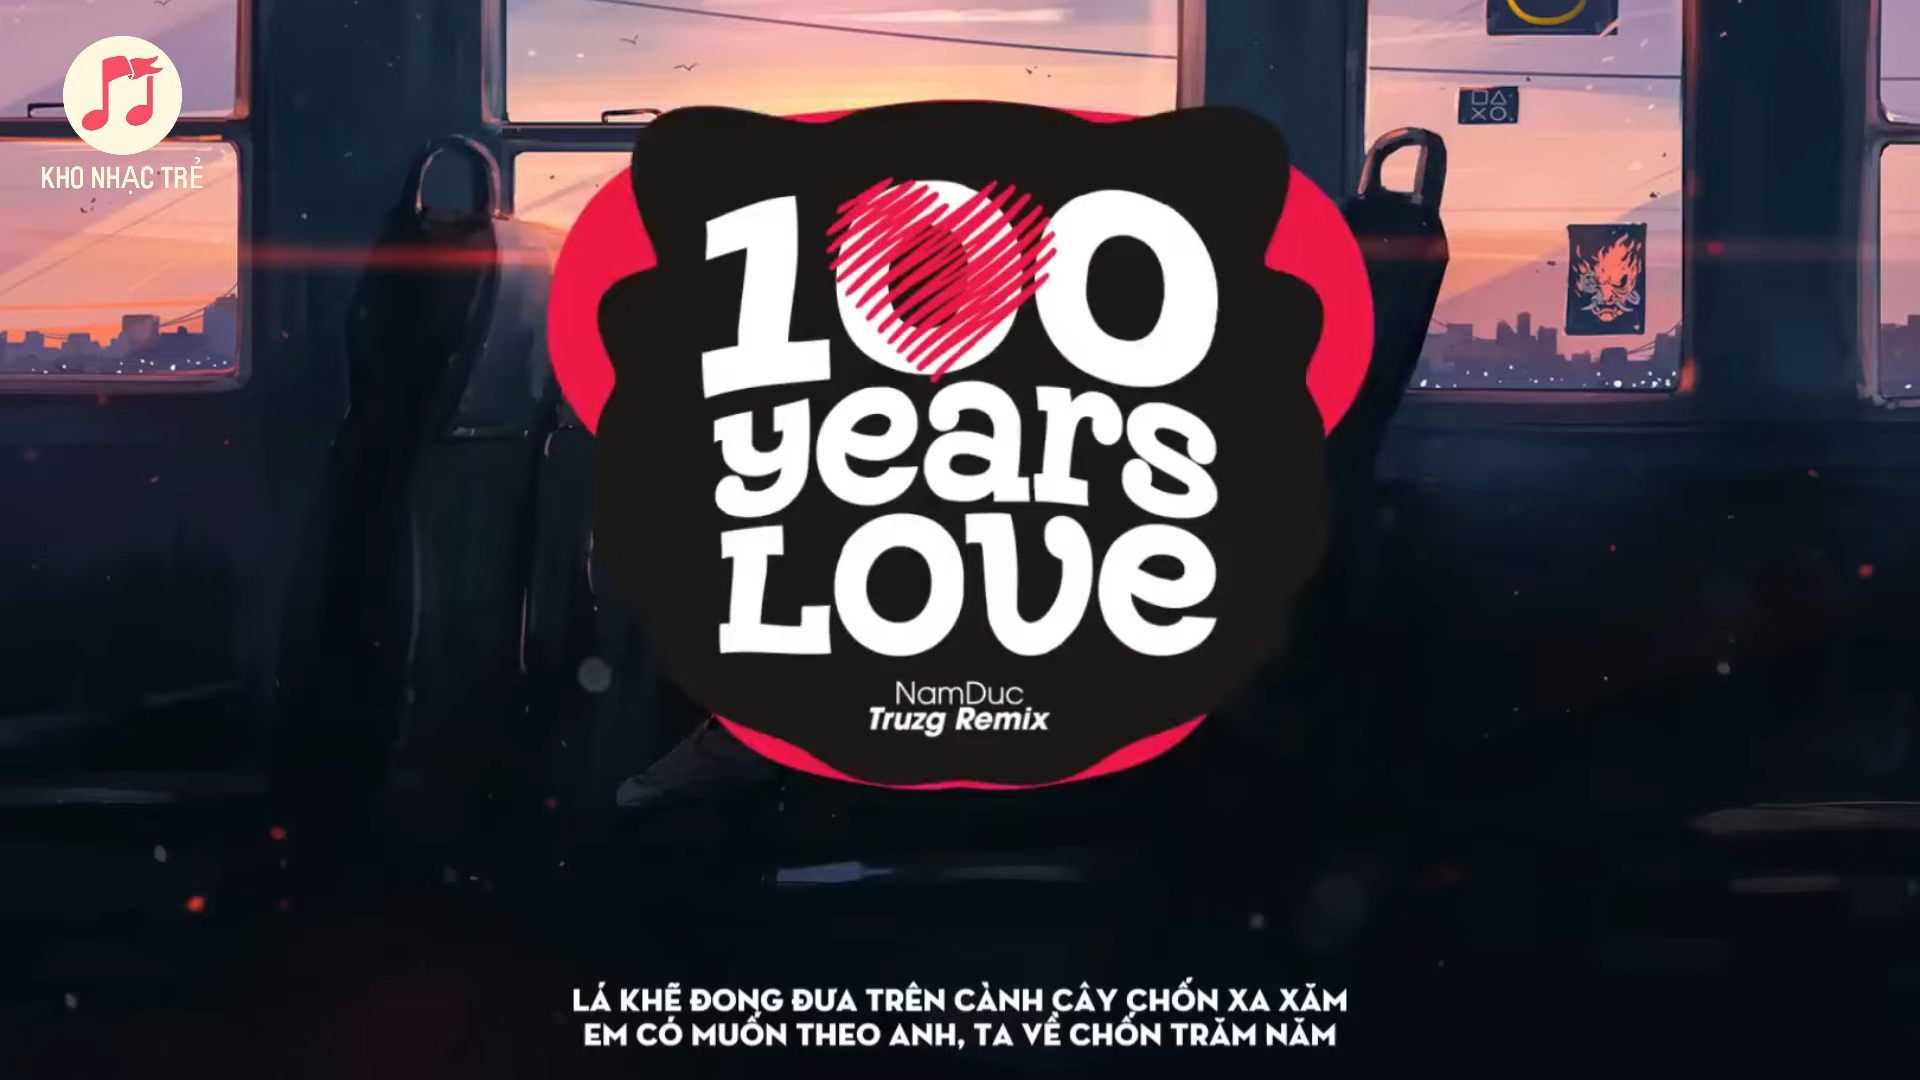 KHO NHẠC TRẺ
100
years
LOVE
NamDuc
Truzg Remix
LÁ KHẼ ĐONG ĐƯA TRÊN CÀNH CÂY CHỐN XA XĂM
EM CÓ MUỐN THEO ANH, TA VỀ CHỐN TRĂM NĂM